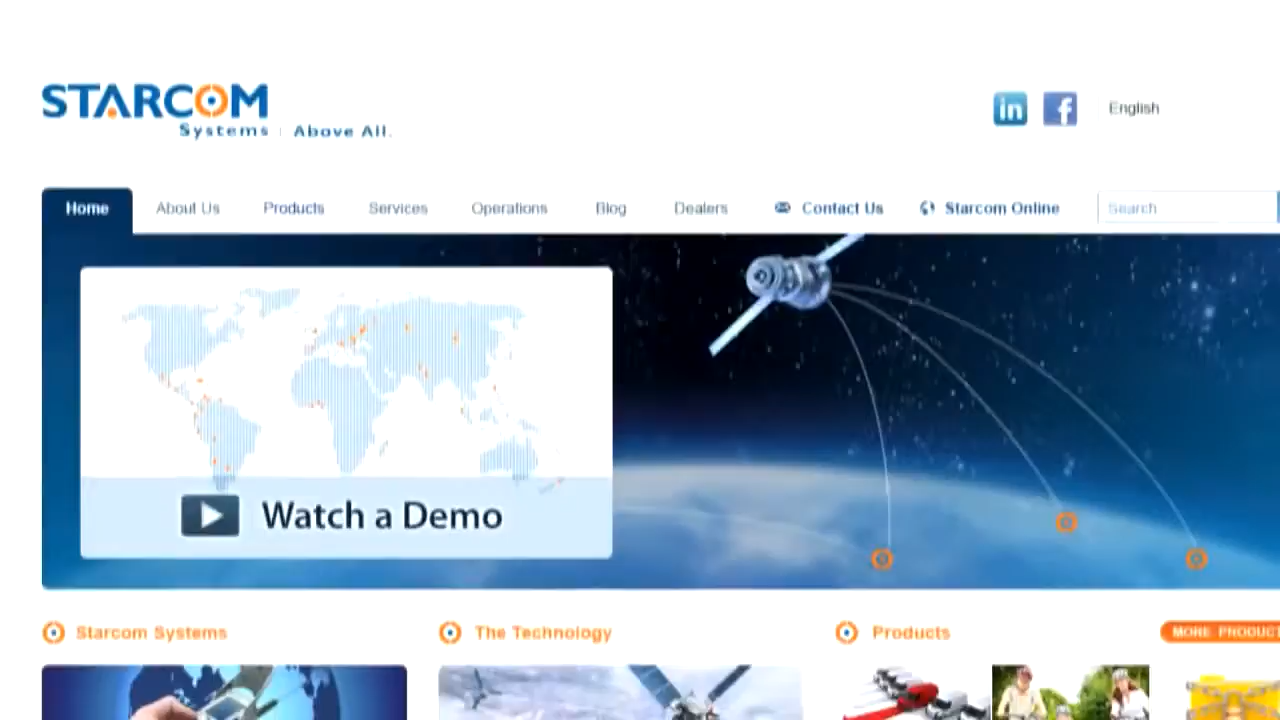 STARCOM
Systems | Above All.
in f English
Home About Us Products Services Operations Blog Dealers Contact Us Starcom Online Search
Watch a Demo
Starcom Systems The Technology Products MORE PRODUCT